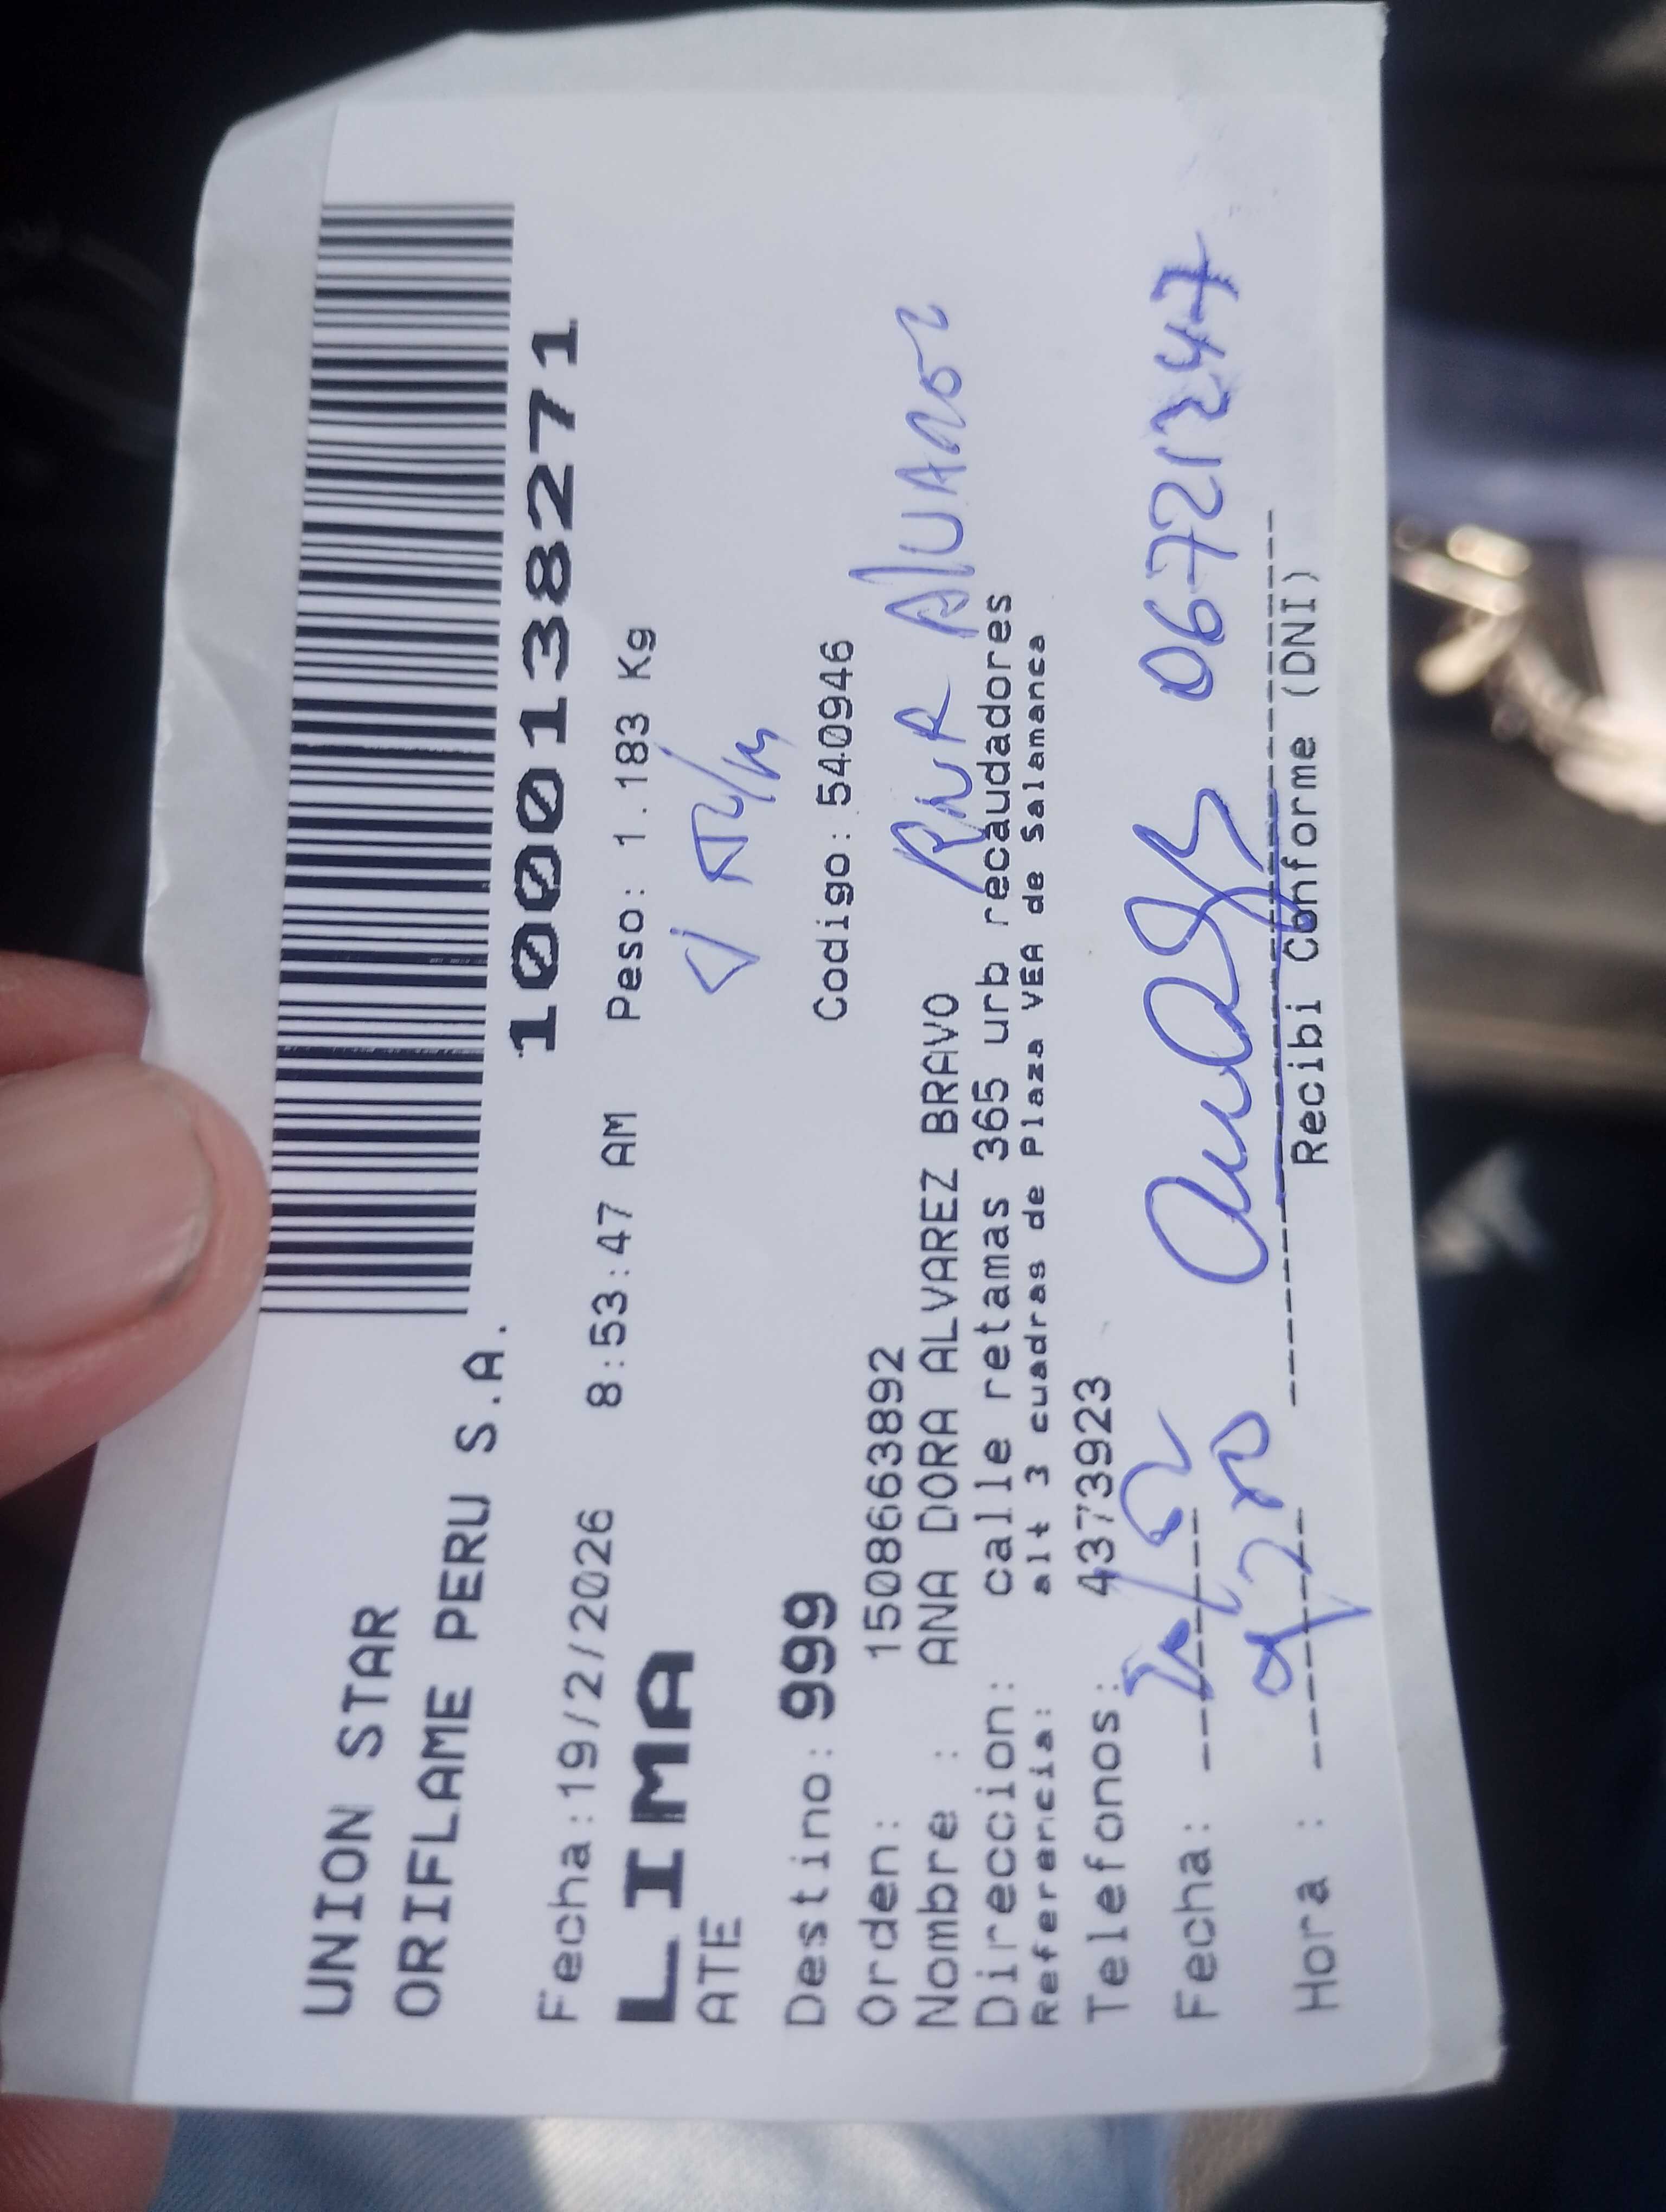 UNION STAR
ORIFLAME PERU S.A.
1000138271
Fecha:19/2/2026 8:53:47 AM Peso: 1.183 Kg
LIMA
ATE
Destino: 999 Codigo: 540946
Orden: 1508663892
Nombre : ANA DORA ALVAREZ BRAVO
Direccion: calle retamas 365 urb recaudadores
Referencia: alt 3 cuadras de Plaza VEA de Salamanca
Telefonos: 4373923
Fecha:
Hora :
Recibi Conforme (DNI)